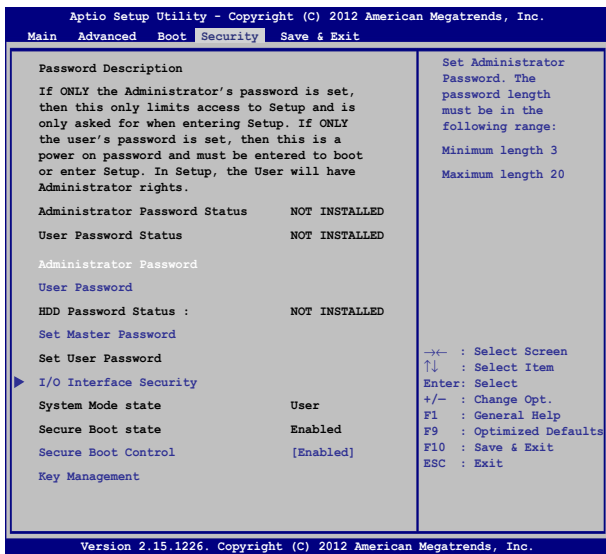 Aptio Setup Utility - Copyright (C) 2012 American Megatrends, Inc.
Main Advanced Boot Security Save & Exit
Password Description
If ONLY the Administrator's password is set,
then this only limits access to Setup and is
only asked for when entering Setup. If ONLY
the user's password is set, then this is a
power on password and must be entered to boot
or enter Setup. In Setup, the User will have
Administrator rights.
Administrator Password Status NOT INSTALLED
User Password Status NOT INSTALLED
Administrator Password
User Password
HDD Password Status : NOT INSTALLED
Set Master Password
Set User Password
I/O Interface Security
System Mode state User
Secure Boot state Enabled
Secure Boot Control [Enabled]
Key Management
Set Administrator
Password. The
password length
must be in the
following range:
Minimum length 3
Maximum length 20
→← : Select Screen
↑↓ : Select Item
Enter: Select
+/— : Change Opt.
F1 : General Help
F9 : Optimized Defaults
F10 : Save & Exit
ESC : Exit
Version 2.15.1226. Copyright (C) 2012 American Megatrends, Inc.